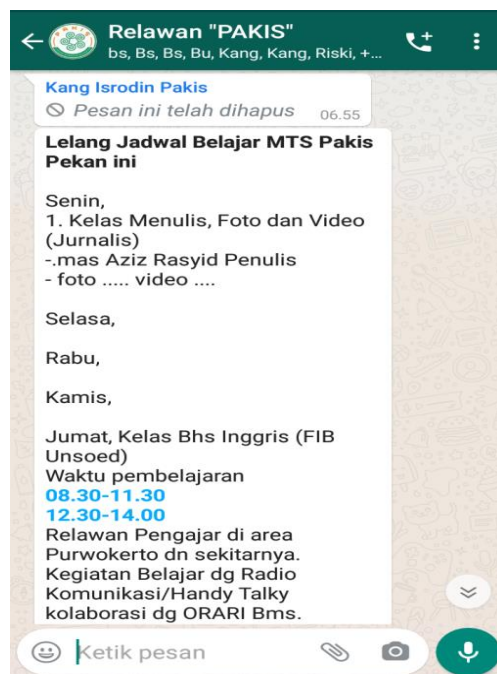 Relawan "PAKIS"
bs, Bs, Bs, Bu, Kang, Kang, Riski, +...
Kang Isrodin Pakis
Pesan ini telah dihapus 06.55
Lelang Jadwal Belajar MTS Pakis
Pekan ini
Senin,
1. Kelas Menulis, Foto dan Video
(Jurnalis)
-.mas Aziz Rasyid Penulis
- foto ..... video ....
Selasa,
Rabu,
Kamis,
Jumat, Kelas Bhs Inggris (FIB
Unsoed)
Waktu pembelajaran
08.30-11.30
12.30-14.00
Relawan Pengajar di area
Purwokerto dn sekitarnya.
Kegiatan Belajar dg Radio
Komunikasi/Handy Talky
kolaborasi dg ORARI Bms.
Ketik pesan